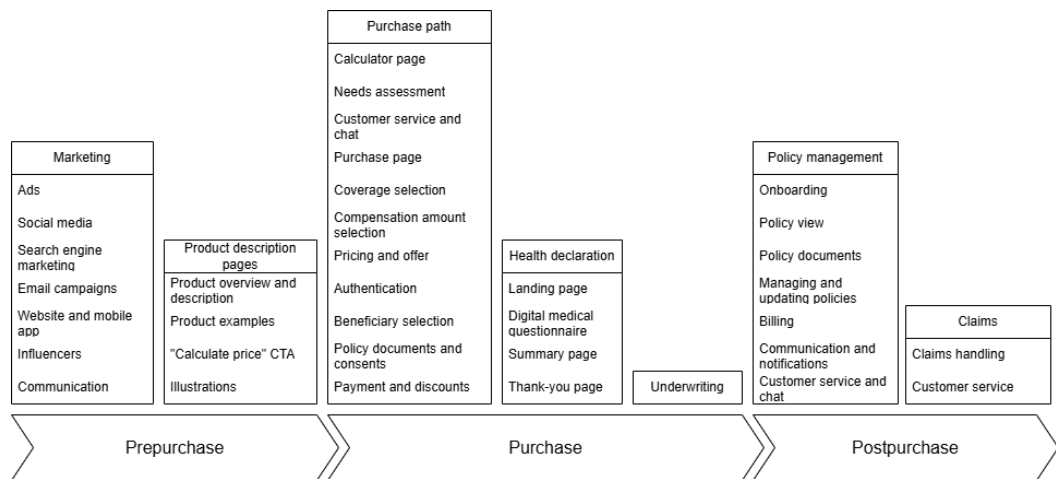 Marketing
Ads
Social media
Search engine
marketing
Email campaigns
Website and mobile
app
Influencers
Communication
Product description
pages
Product overview and
description
Product examples
"Calculate price" CTA
Illustrations
Purchase path
Calculator page
Needs assessment
Customer service and
chat
Purchase page
Coverage selection
Compensation amount
selection
Pricing and offer
Authentication
Beneficiary selection
Policy documents and
consents
Payment and discounts
Health declaration
Landing page
Digital medical
questionnaire
Summary page
Thank-you page
Underwriting
Policy management
Onboarding
Policy view
Policy documents
Managing and
updating policies
Billing
Communication and
notifications
Customer service and
chat
Claims
Claims handling
Customer service
Prepurchase
Purchase
Postpurchase